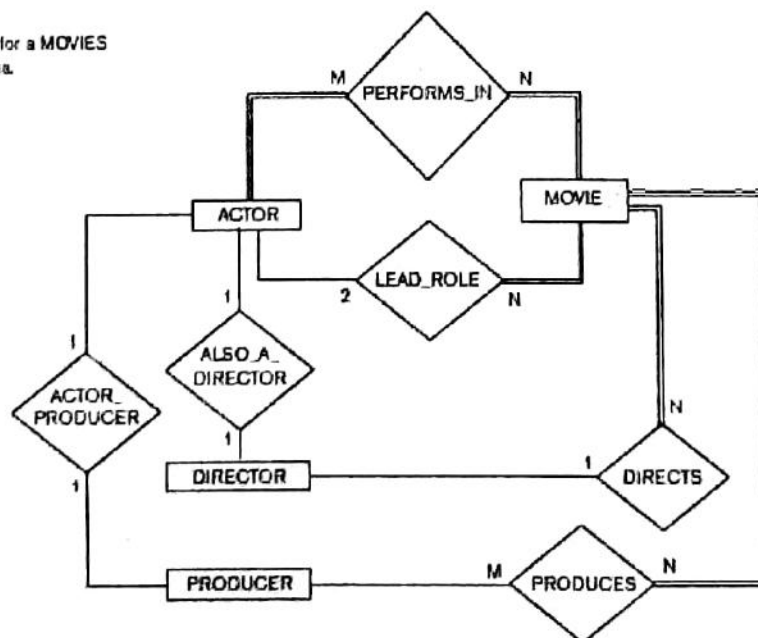 for a MOVIES
M
N
PERFORMS_IN
ACTOR
MOVIE
LEAD_ROLE
2
N
1
1
ALSO_A_
DIRECTOR
ACTOR_
PRODUCER
N
1
1
DIRECTOR
1
DIRECTS
PRODUCER
M
PRODUCES
N